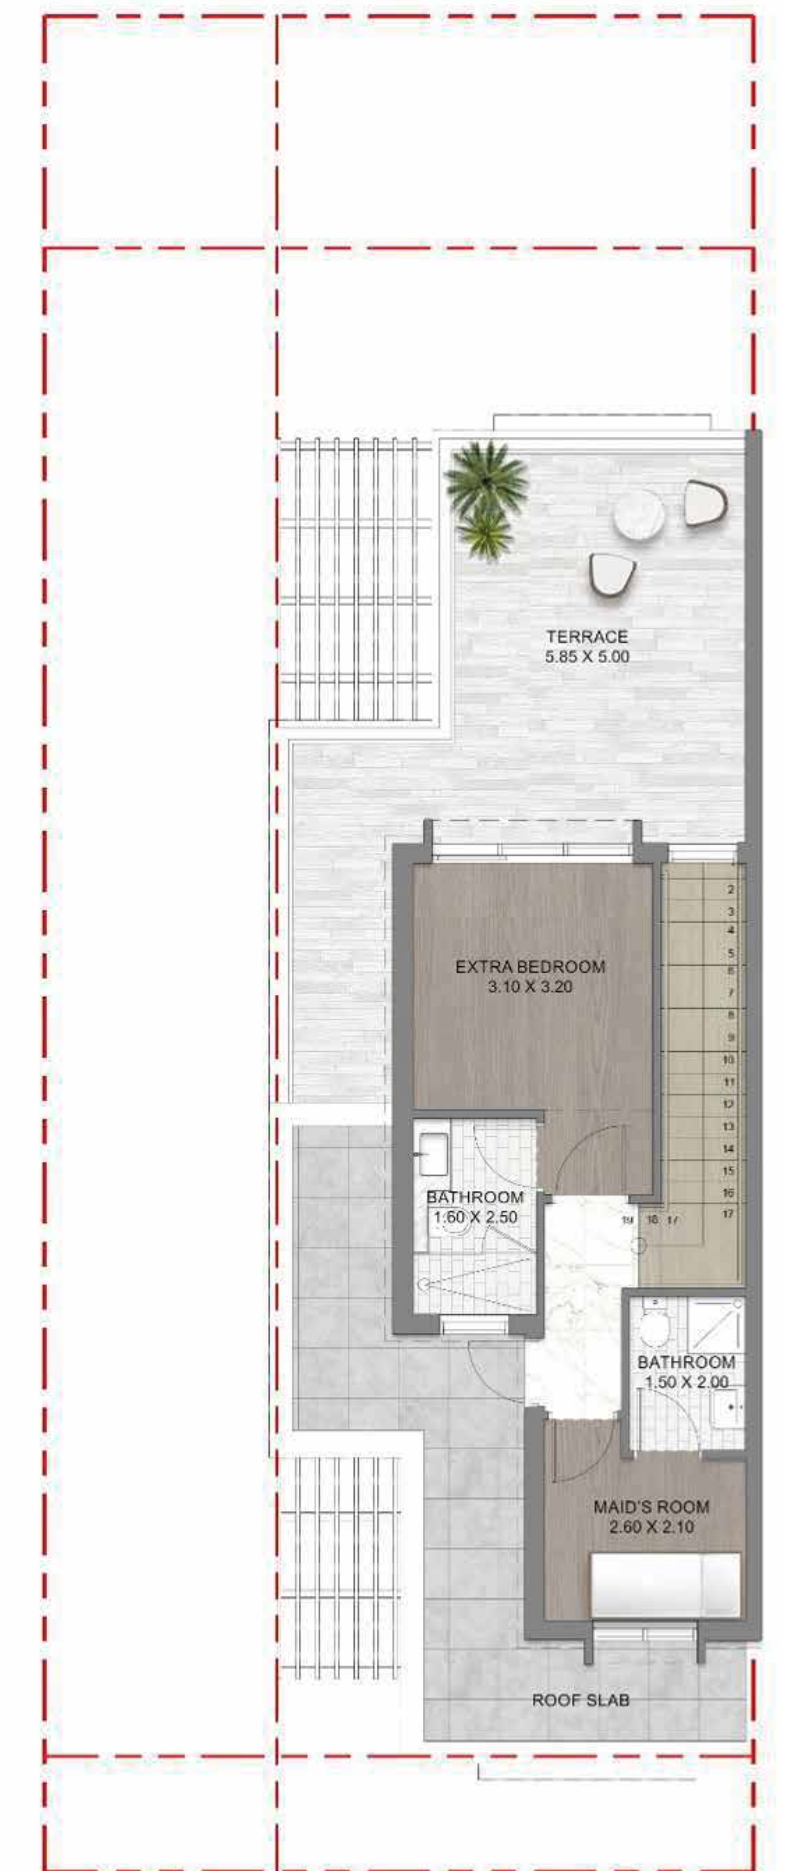 TERRACE
5.85 X 5.00
EXTRA BEDROOM
3.10 X 3.20
2
3
4
5
6
7
8
9
10
11
12
13
14
15
16
17
19 18 17
BATHROOM
1.60 X 2.50
BATHROOM
1.50 X 2.00
MAID'S ROOM
2.60 X 2.10
ROOF SLAB